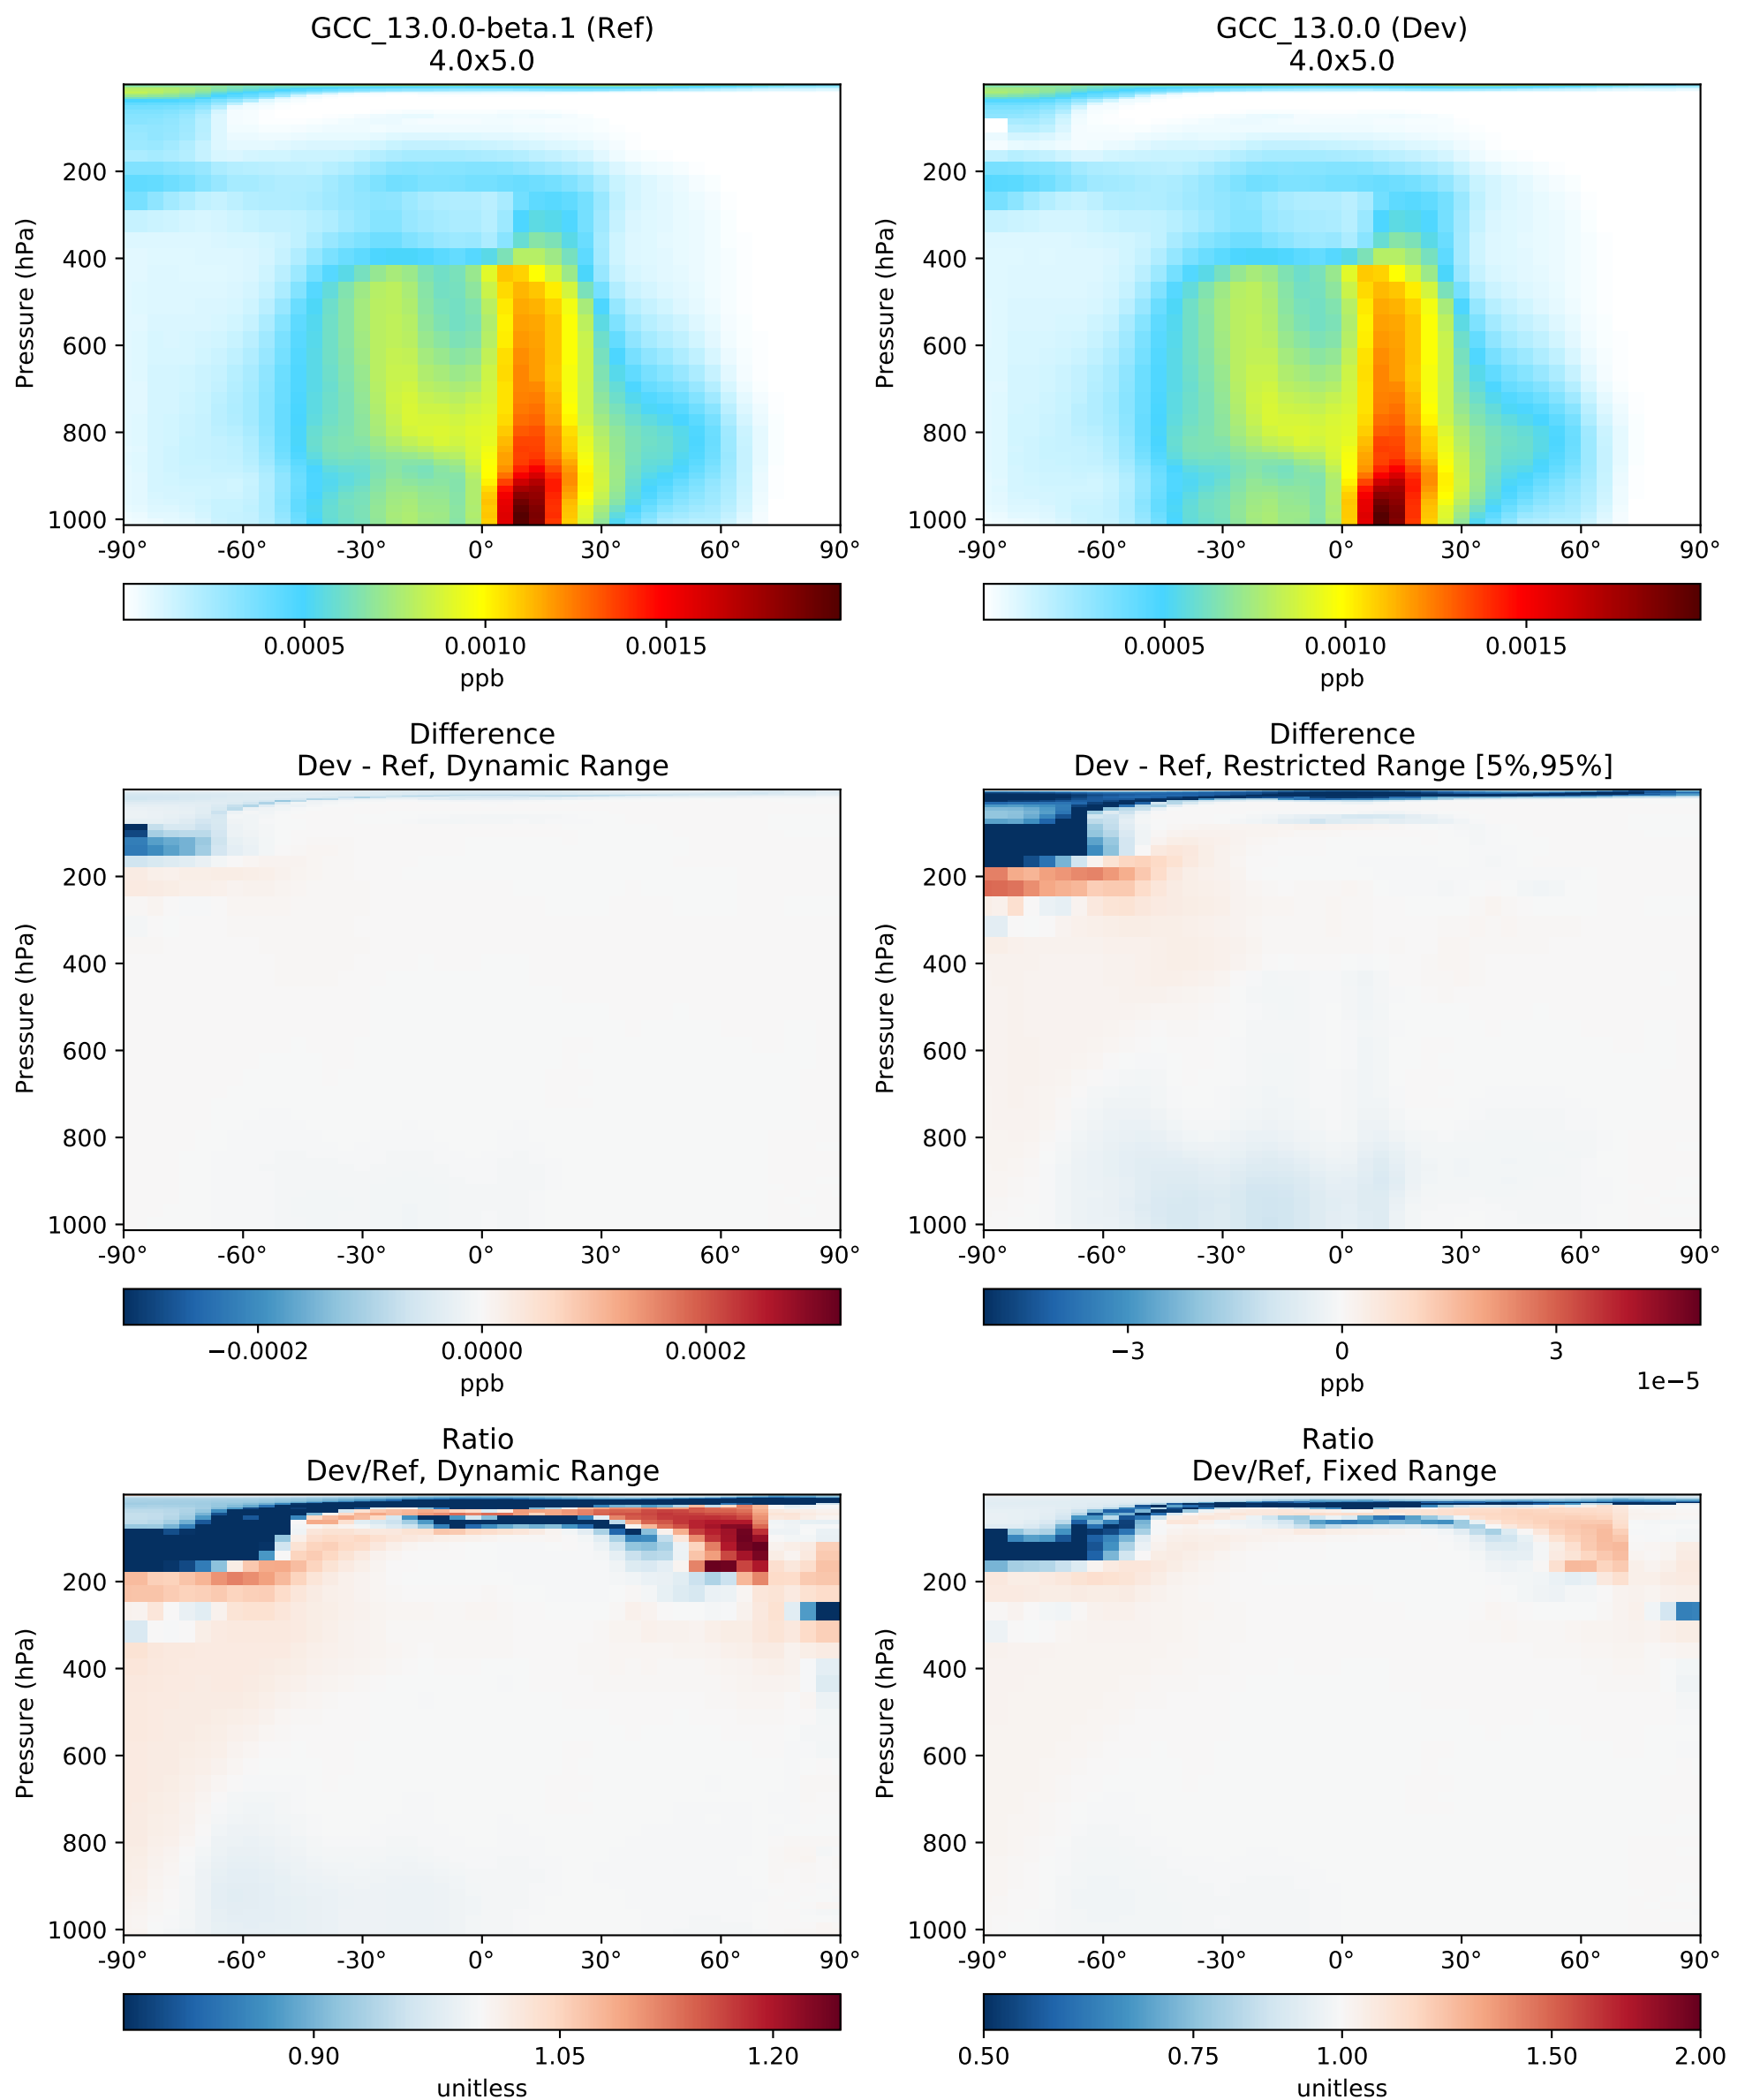 GCC_13.0.0-beta.1 (Ref)
4.0x5.0
Pressure (hPa)
200
400
600
800
1000
-90° -60° -30° 0° 30° 60° 90°
0.0005 0.0010 0.0015
ppb
GCC_13.0.0 (Dev)
4.0x5.0
Pressure (hPa)
200
400
600
800
1000
-90° -60° -30° 0° 30° 60° 90°
0.0005 0.0010 0.0015
ppb
Difference
Dev - Ref, Dynamic Range
Pressure (hPa)
200
400
600
800
1000
-90° -60° -30° 0° 30° 60° 90°
−0.0002 0.0000 0.0002
ppb
Difference
Dev - Ref, Restricted Range [5%,95%]
Pressure (hPa)
200
400
600
800
1000
-90° -60° -30° 0° 30° 60° 90°
−3 0 3
ppb
1e−5
Ratio
Dev/Ref, Dynamic Range
Pressure (hPa)
200
400
600
800
1000
-90° -60° -30° 0° 30° 60° 90°
0.90 1.05 1.20
unitless
Ratio
Dev/Ref, Fixed Range
Pressure (hPa)
200
400
600
800
1000
-90° -60° -30° 0° 30° 60° 90°
0.50 0.75 1.00 1.50 2.00
unitless